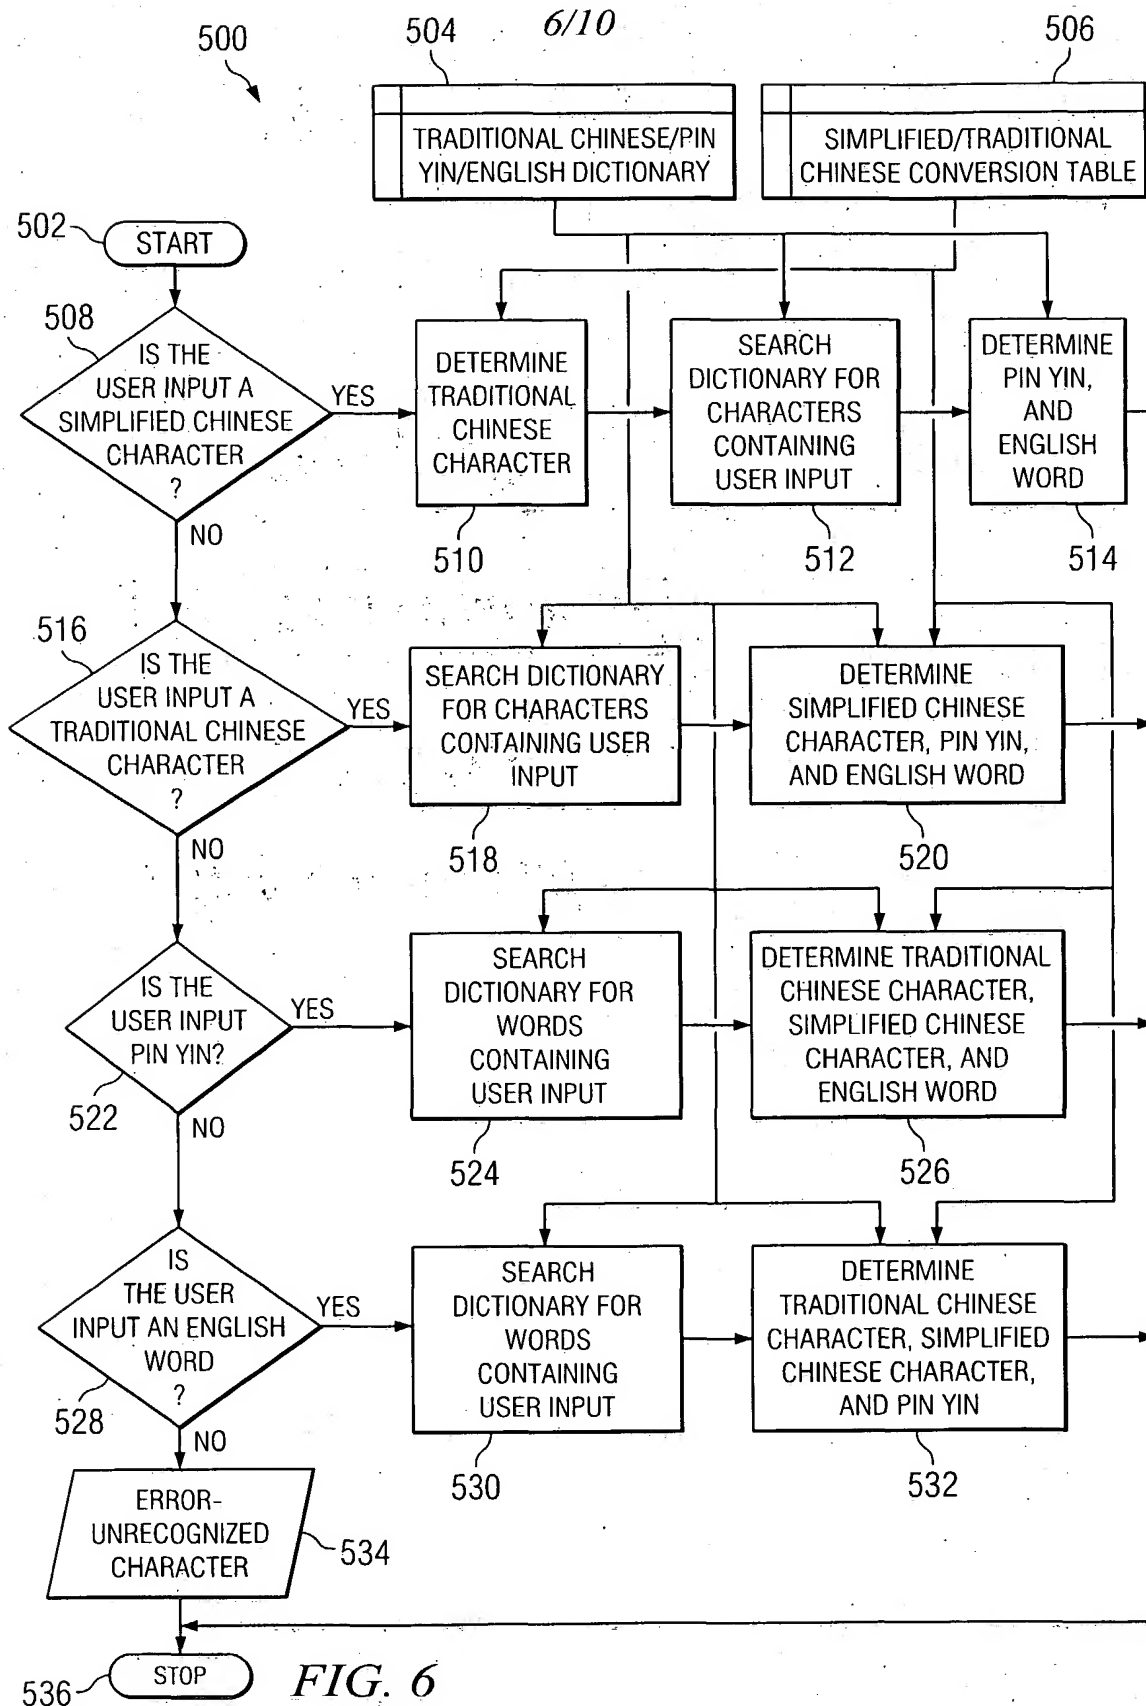 6/10
500
504
506
TRADITIONAL CHINESE/PIN
YIN/ENGLISH DICTIONARY
SIMPLIFIED/TRADITIONAL
CHINESE CONVERSION TABLE
502
START
508
IS THE
USER INPUT A
SIMPLIFIED CHINESE
CHARACTER
?
YES
NO
DETERMINE
TRADITIONAL
CHINESE
CHARACTER
510
SEARCH
DICTIONARY FOR
CHARACTERS
CONTAINING
USER INPUT
512
DETERMINE
PIN YIN,
AND
ENGLISH
WORD
514
516
IS THE
USER INPUT A
TRADITIONAL CHINESE
CHARACTER
?
YES
NO
SEARCH DICTIONARY
FOR CHARACTERS
CONTAINING USER
INPUT
518
DETERMINE
SIMPLIFIED CHINESE
CHARACTER, PIN YIN,
AND ENGLISH WORD
520
IS THE
USER INPUT
PIN YIN?
522
YES
NO
SEARCH
DICTIONARY FOR
WORDS
CONTAINING
USER INPUT
524
DETERMINE TRADITIONAL
CHINESE CHARACTER,
SIMPLIFIED CHINESE
CHARACTER, AND
ENGLISH WORD
526
IS
THE USER
INPUT AN ENGLISH
WORD
?
528
YES
NO
SEARCH
DICTIONARY FOR
WORDS
CONTAINING
USER INPUT
530
DETERMINE
TRADITIONAL CHINESE
CHARACTER, SIMPLIFIED
CHINESE CHARACTER,
AND PIN YIN
532
ERROR-
UNRECOGNIZED
CHARACTER
534
STOP
536
FIG. 6